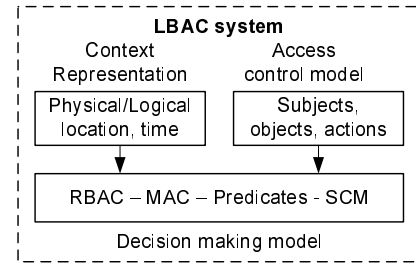 LBAC system
Context
Representation
Access
control model
Physical/Logical
location, time
Subjects,
objects, actions
RBAC – MAC – Predicates - SCM
Decision making model